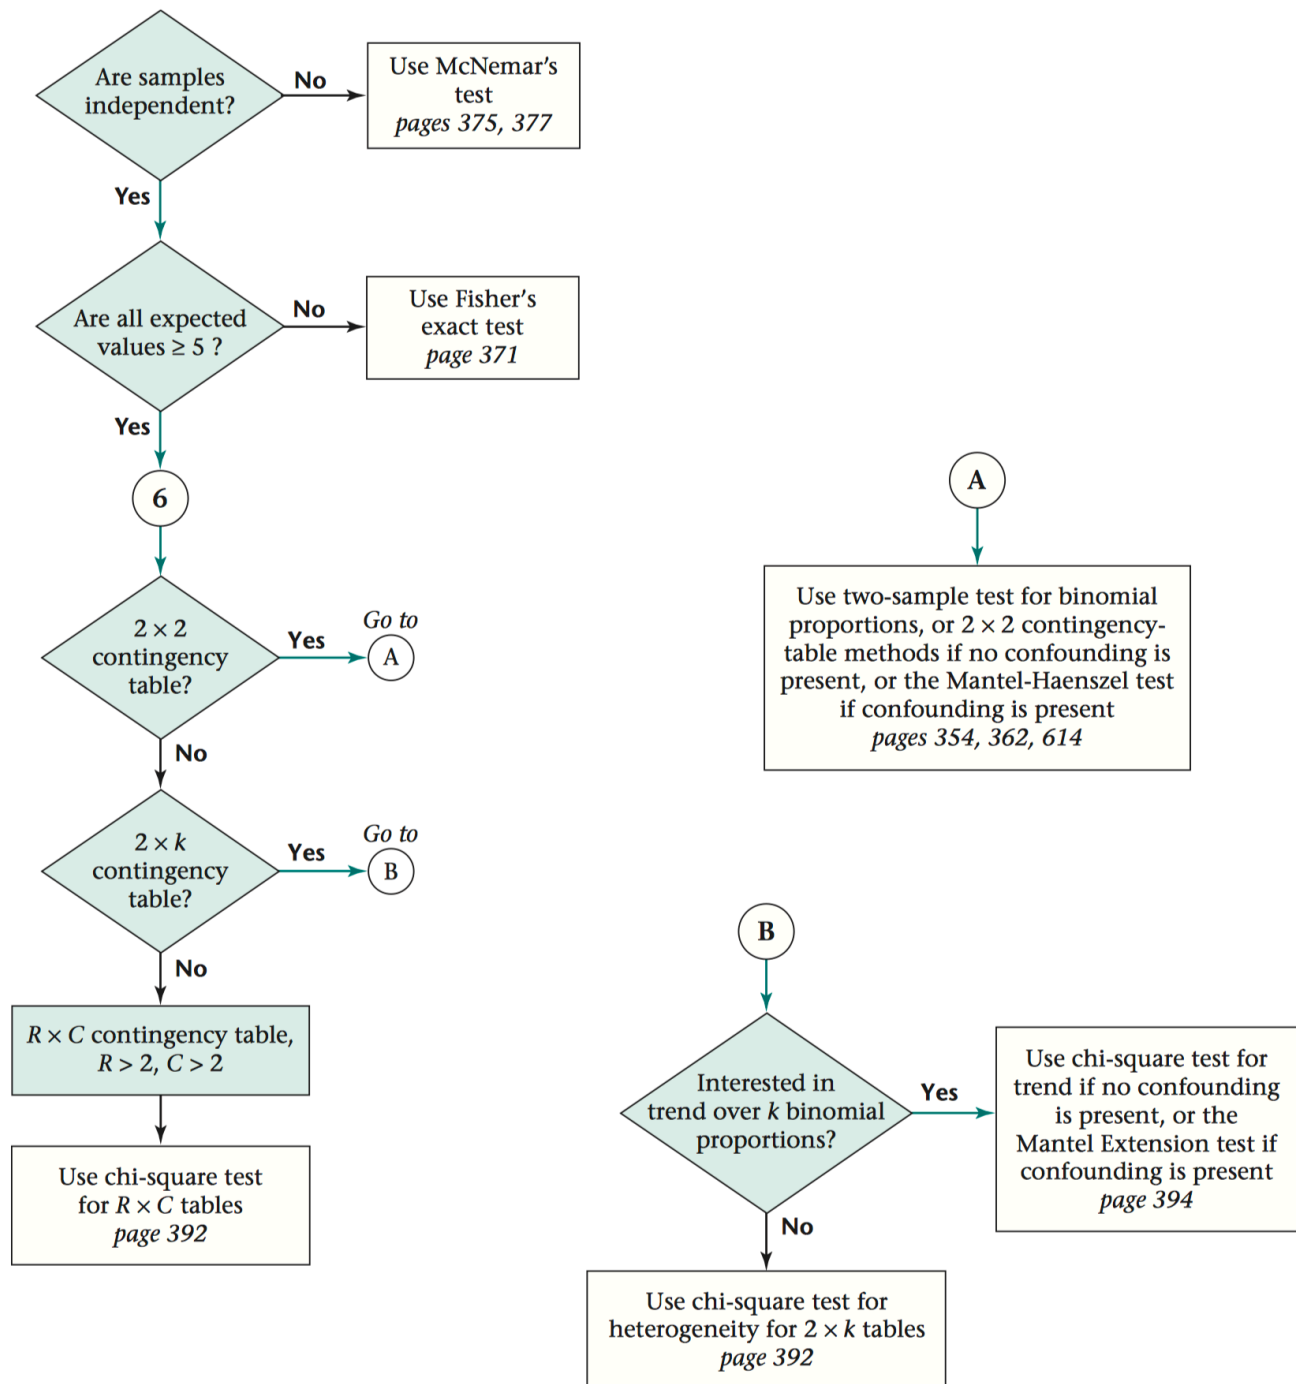 Are samples
independent?
No
Use McNemar's
test
pages 375, 377
Yes
Are all expected
values ≥ 5 ?
No
Use Fisher's
exact test
page 371
Yes
6
2 × 2
contingency
table?
Yes
Go to
A
No
2 × k
contingency
table?
Yes
Go to
B
No
R × C contingency table,
R > 2, C > 2
Use chi-square test
for R × C tables
page 392
A
Use two-sample test for binomial
proportions, or 2 × 2 contingency-
table methods if no confounding is
present, or the Mantel-Haenszel test
if confounding is present
pages 354, 362, 614
B
Interested in
trend over k binomial
proportions?
Yes
Use chi-square test for
trend if no confounding
is present, or the
Mantel Extension test if
confounding is present
page 394
No
Use chi-square test for
heterogeneity for 2 × k tables
page 392